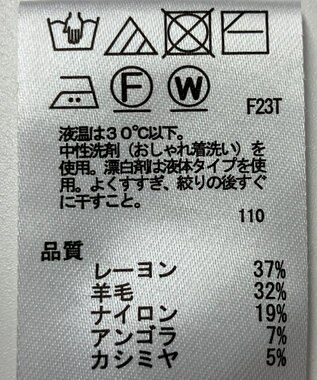 F W
F23T
液温は30℃以下。
中性洗剤（おしゃれ着洗い）を
使用。漂白剤は液体タイプを使
用。よくすすぎ、絞りの後すぐ
に干すこと。
110
品質
レーヨン 37%
羊毛 32%
ナイロン 19%
アンゴラ 7%
カシミヤ 5%